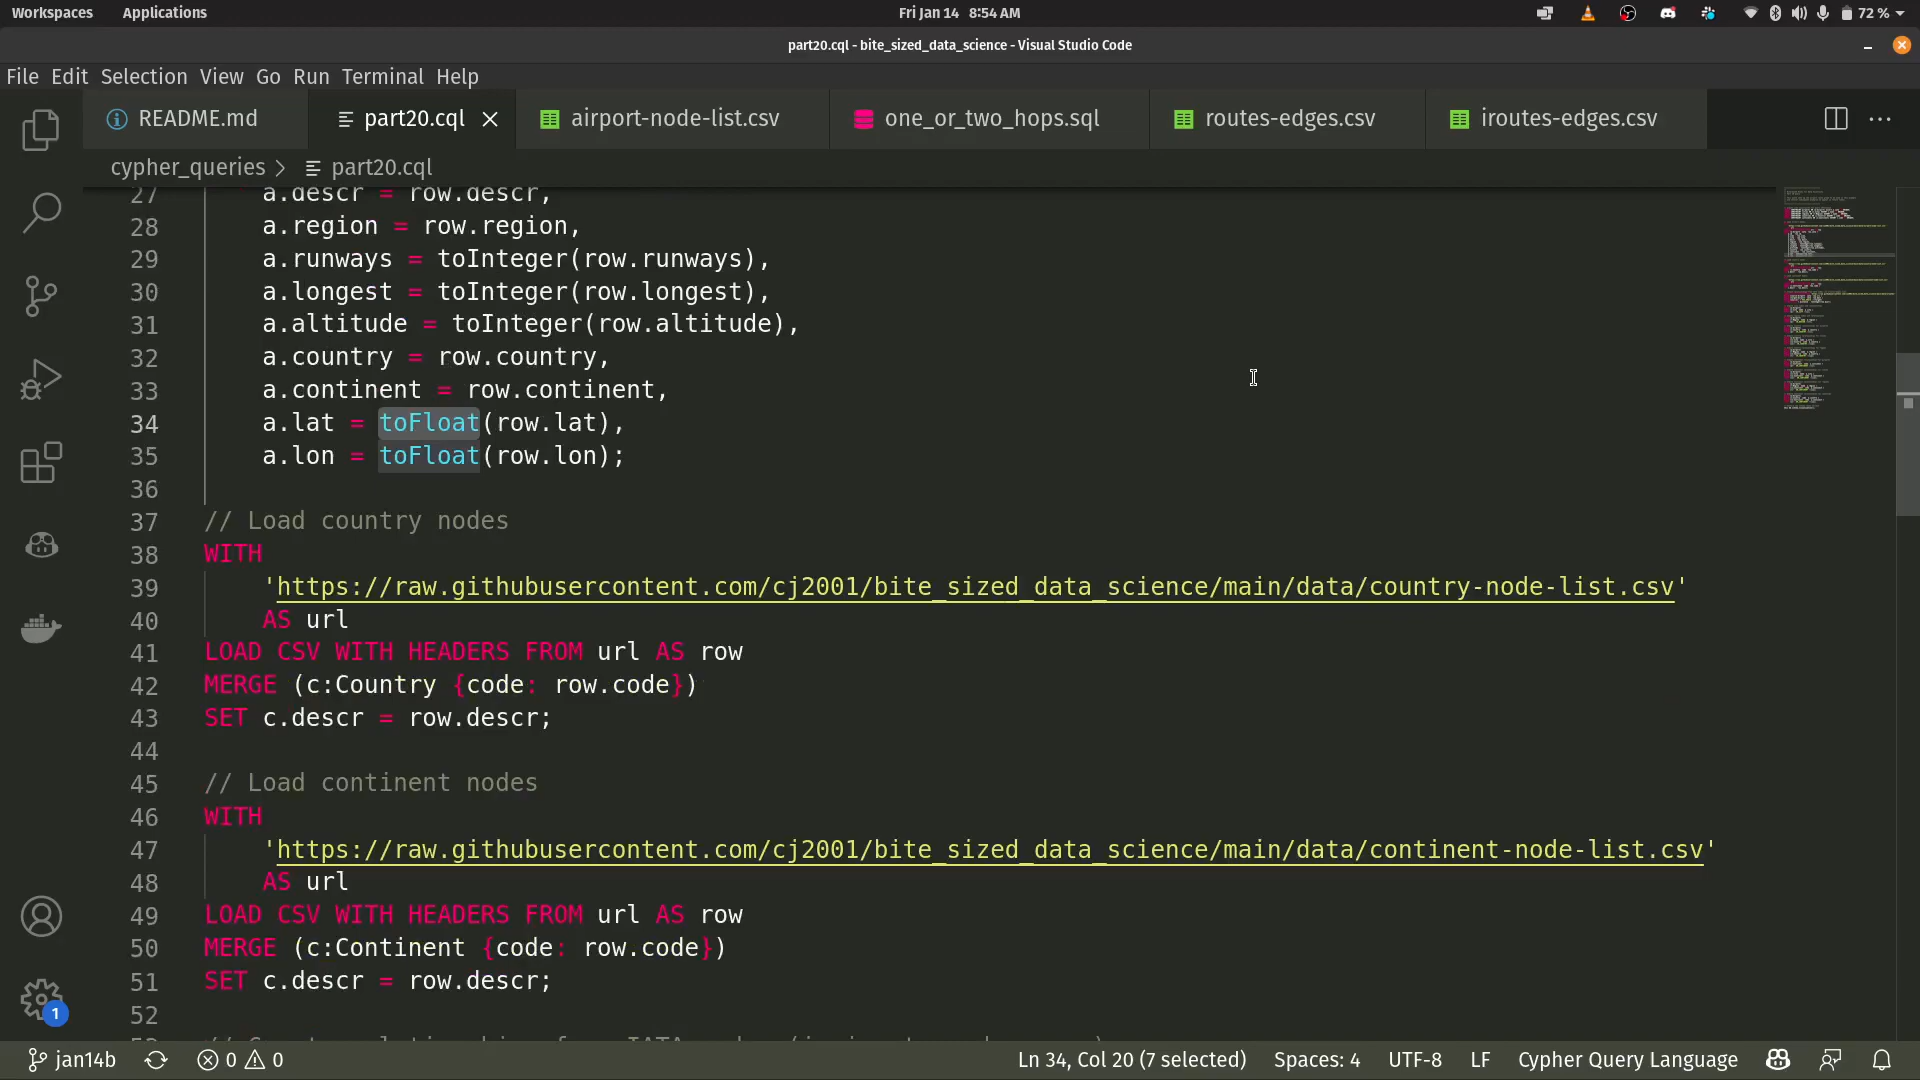 Workspaces Applications Fri Jan 14 8:54 AM 72 %
part20.cql - bite_sized_data_science - Visual Studio Code
File Edit Selection View Go Run Terminal Help
README.md part20.cql airport-node-list.csv one_or_two_hops.sql routes-edges.csv iroutes-edges.csv
cypher_queries > part20.cql
27 a.descr = row.descr,
28 a.region = row.region,
29 a.runways = toInteger(row.runways),
30 a.longest = toInteger(row.longest),
31 a.altitude = toInteger(row.altitude),
32 a.country = row.country,
33 a.continent = row.continent,
34 a.lat = toFloat(row.lat),
35 a.lon = toFloat(row.lon);
36
37 // Load country nodes
38 WITH
39 'https://raw.githubusercontent.com/cj2001/bite_sized_data_science/main/data/country-node-list.csv'
40 AS url
41 LOAD CSV WITH HEADERS FROM url AS row
42 MERGE (c:Country {code: row.code})
43 SET c.descr = row.descr;
44
45 // Load continent nodes
46 WITH
47 'https://raw.githubusercontent.com/cj2001/bite_sized_data_science/main/data/continent-node-list.csv'
48 AS url
49 LOAD CSV WITH HEADERS FROM url AS row
50 MERGE (c:Continent {code: row.code})
51 SET c.descr = row.descr;
52
1
jan14b 0 0 Ln 34, Col 20 (7 selected) Spaces: 4 UTF-8 LF Cypher Query Language